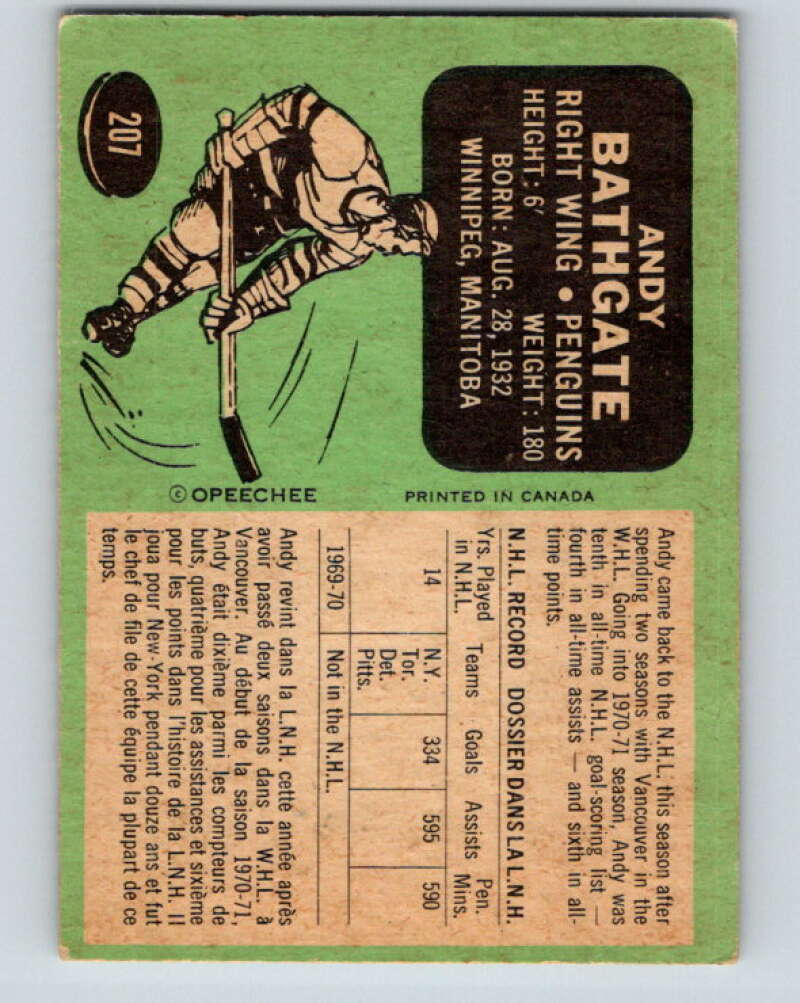 207
ANDY
BATHGATE
RIGHT WING • PENGUINS
HEIGHT: 6' WEIGHT: 180
BORN: AUG. 28, 1932
WINNIPEG, MANITOBA
© OPEECHEE PRINTED IN CANADA
Andy came back to the N.H.L. this season after
spending two seasons with Vancouver in the
W.H.L. Going into 1970-71 season, Andy was
tenth in all-time N.H.L. goal-scoring list —
fourth in all-time assists — and sixth in all-
time points.
N.H.L. RECORD DOSSIER DANS LA L.N.H.
Yrs. Played Teams Goals Assists Pen.
in N.H.L. Mins.
14 N.Y. 334 595 590
Tor.
Det.
Pitts.
1969-70 Not in the N.H.L.
Andy revint dans la L.N.H. cette année après
avoir passé deux saisons dans la W.H.L. à
Vancouver. Au début de la saison 1970-71,
Andy était dixième parmi les compteurs de
buts, quatrième pour les assistances et sixième
pour les points dans l'histoire de la L.N.H. Il
joua pour New-York pendant douze ans et fut
le chef de file de cette équipe la plupart de ce
temps.